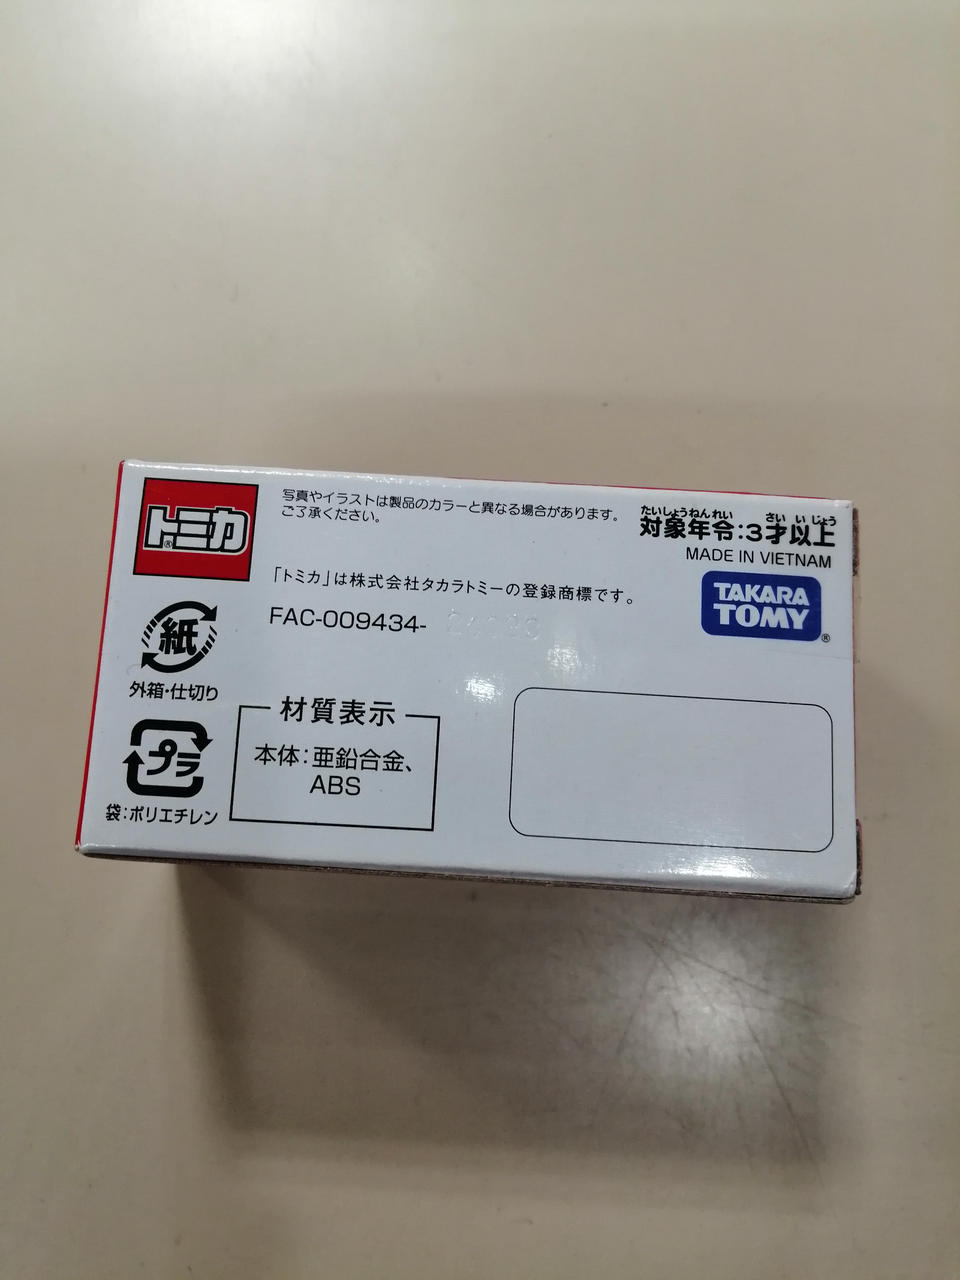 トミカ
®
写真やイラストは製品のカラーと異なる場合があります。
ご了承ください。
たいしょうねんれい さい いじょう
対象年令:3才以上
MADE IN VIETNAM
「トミカ」は株式会社タカラトミーの登録商標です。
TAKARA
TOMY
®
FAC-009434-
紙
外箱・仕切り
プラ
袋:ポリエチレン
材質表示
本体:亜鉛合金、
ABS